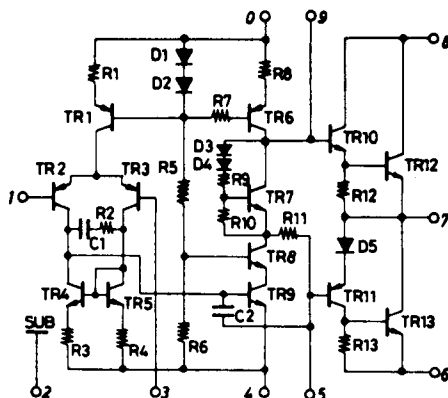 0 9
8
D1
R1
D2
R8
R7
TR1
TR6
TR10
D3
TR12
TR2
TR3
D4
R5
R9
TR7
R12
1
R2
R10
R11
7
C1
D5
TR8
TR11
TR4
TR5
TR9
TR13
SUB
C2
R3
R4
R6
R13
6
2 3 4 5